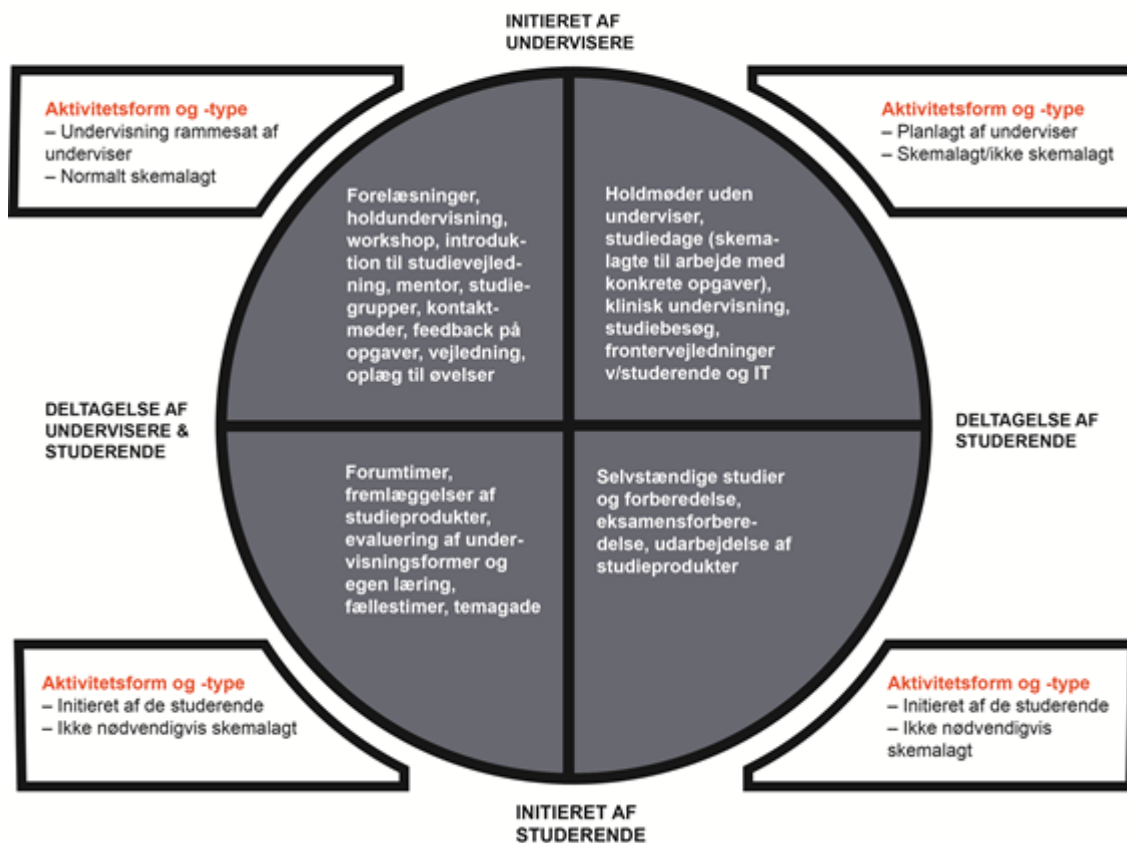 INITIERET AF
UNDERVISERE
Aktivitetsform og -type
– Undervisning rammesat af
underviser
– Normalt skemalagt
Aktivitetsform og -type
– Planlagt af underviser
– Skemalagt/ikke skemalagt
Forelæsninger,
holdundervisning,
workshop, introduk-
tion til studievejled-
ning, mentor, studie-
grupper, kontakt-
møder, feedback på
opgaver, vejledning,
oplæg til øvelser
Holdmøder uden
underviser,
studiedage (skema-
lagte til arbejde med
konkrete opgaver),
klinisk undervisning,
studiebesøg,
frontervejledninger
v/studerende og IT
DELTAGELSE AF
UNDERVISERE &
STUDERENDE
DELTAGELSE AF
STUDERENDE
Forumtimer,
fremlæggelser af
studieprodukter,
evaluering af under-
visningsformer og
egen læring,
fællestimer, temagade
Selvstændige studier
og forberedelse,
eksamensforbere-
delse, udarbejdelse af
studieprodukter
Aktivitetsform og -type
– Initieret af de studerende
– Ikke nødvendigvis skemalagt
Aktivitetsform og -type
– Initieret af de studerende
– Ikke nødvendigvis
skemalagt
INITIERET AF
STUDERENDE